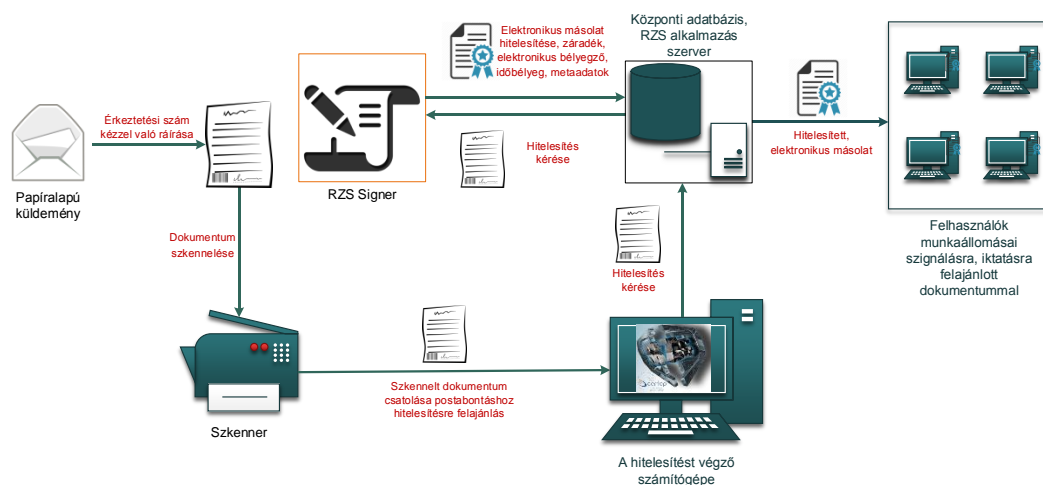 Elektronikus másolat
hitelesítése, záradék,
elektronikus bélyegző,
időbélyeg, metaadatok
Központi adatbázis,
RZS alkalmazás
szerver
Érkeztetési szám
kézzel való ráírása
Hitelesítés
kérése
Hitelesített,
elektronikus másolat
Papíralapú
küldemény
RZS Signer
Dokumentum
szkennelése
Felhasználók
munkaállomásai
szignálásra, iktatásra
felajánlott
dokumentummal
Hitelesítés
kérése
Szkennelt dokumentum
csatolása postabontáshoz
hitelesítésre felajánlás
Szkenner
A hitelesítést végző
számítógépe